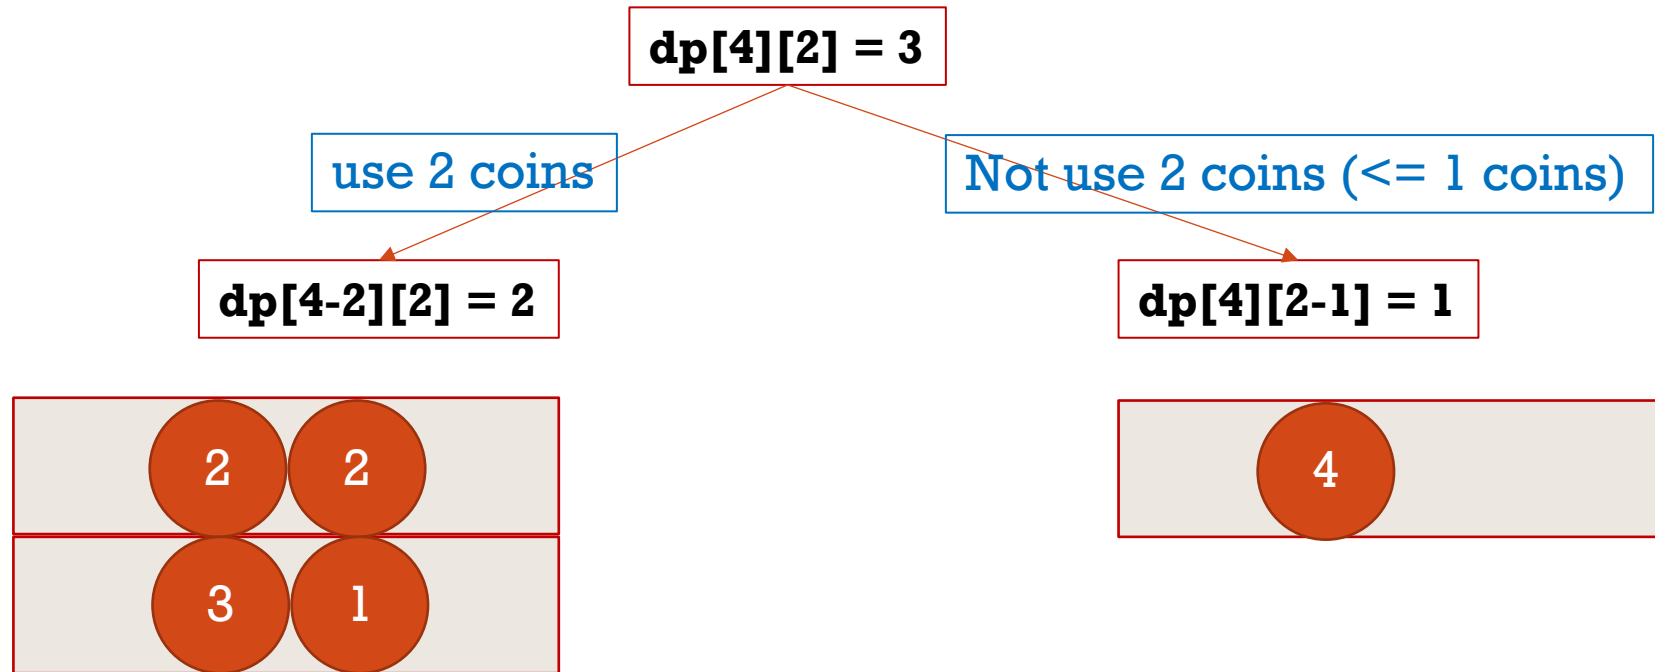 dp[4][2] = 3
use 2 coins
Not use 2 coins (<= 1 coins)
dp[4-2][2] = 2
dp[4][2-1] = 1
2 2
4
3 1